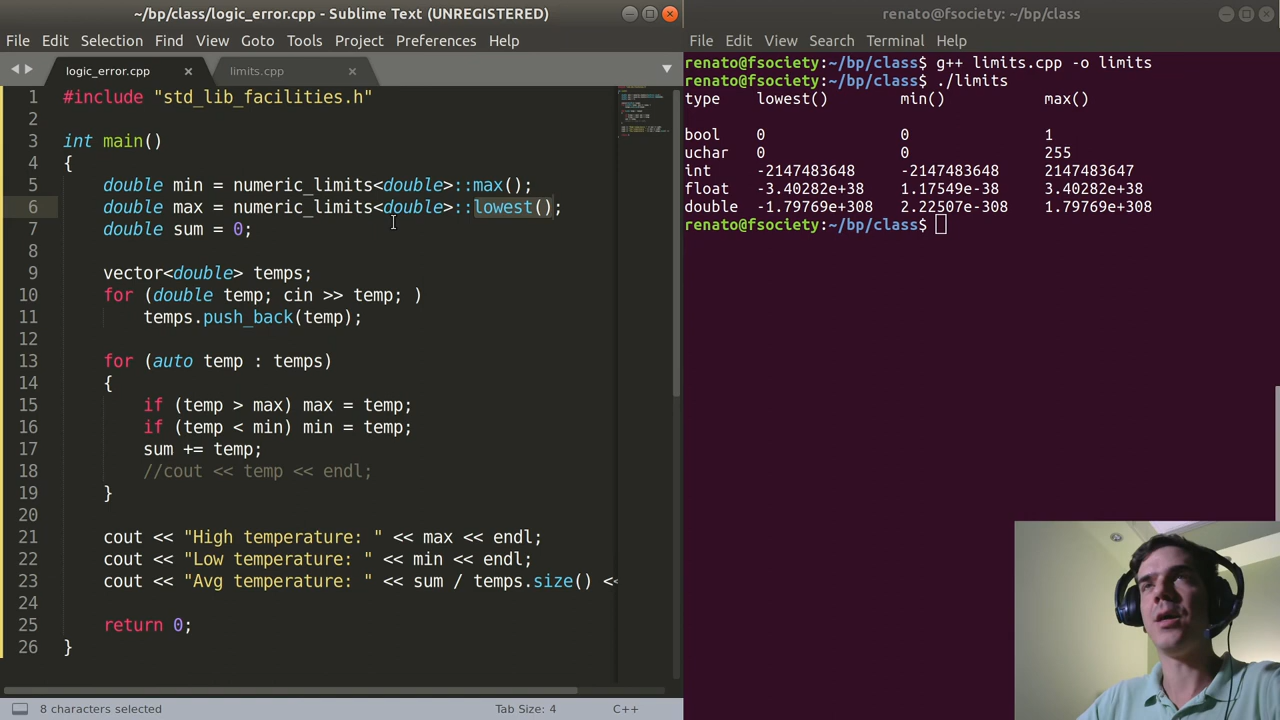 ~/bp/class/logic_error.cpp - Sublime Text (UNREGISTERED)
File Edit Selection Find View Goto Tools Project Preferences Help
logic_error.cpp
limits.cpp
1 #include "std_lib_facilities.h"
2
3 int main()
4 {
5 double min = numeric_limits<double>::max();
6 double max = numeric_limits<double>::lowest();
7 double sum = 0;
8
9 vector<double> temps;
10 for (double temp; cin >> temp; )
11 temps.push_back(temp);
12
13 for (auto temp : temps)
14 {
15 if (temp > max) max = temp;
16 if (temp < min) min = temp;
17 sum += temp;
18 //cout << temp << endl;
19 }
20
21 cout << "High temperature: " << max << endl;
22 cout << "Low temperature: " << min << endl;
23 cout << "Avg temperature: " << sum / temps.size() <<
24
25 return 0;
26 }
8 characters selected
Tab Size: 4
C++
renato@fsociety: ~/bp/class
File Edit View Search Terminal Help
renato@fsociety:~/bp/class$ g++ limits.cpp -o limits
renato@fsociety:~/bp/class$ ./limits
type lowest() min() max()
bool 0 0 1
uchar 0 0 255
int -2147483648 -2147483648 2147483647
float -3.40282e+38 1.17549e-38 3.40282e+38
double -1.79769e+308 2.22507e-308 1.79769e+308
renato@fsociety:~/bp/class$